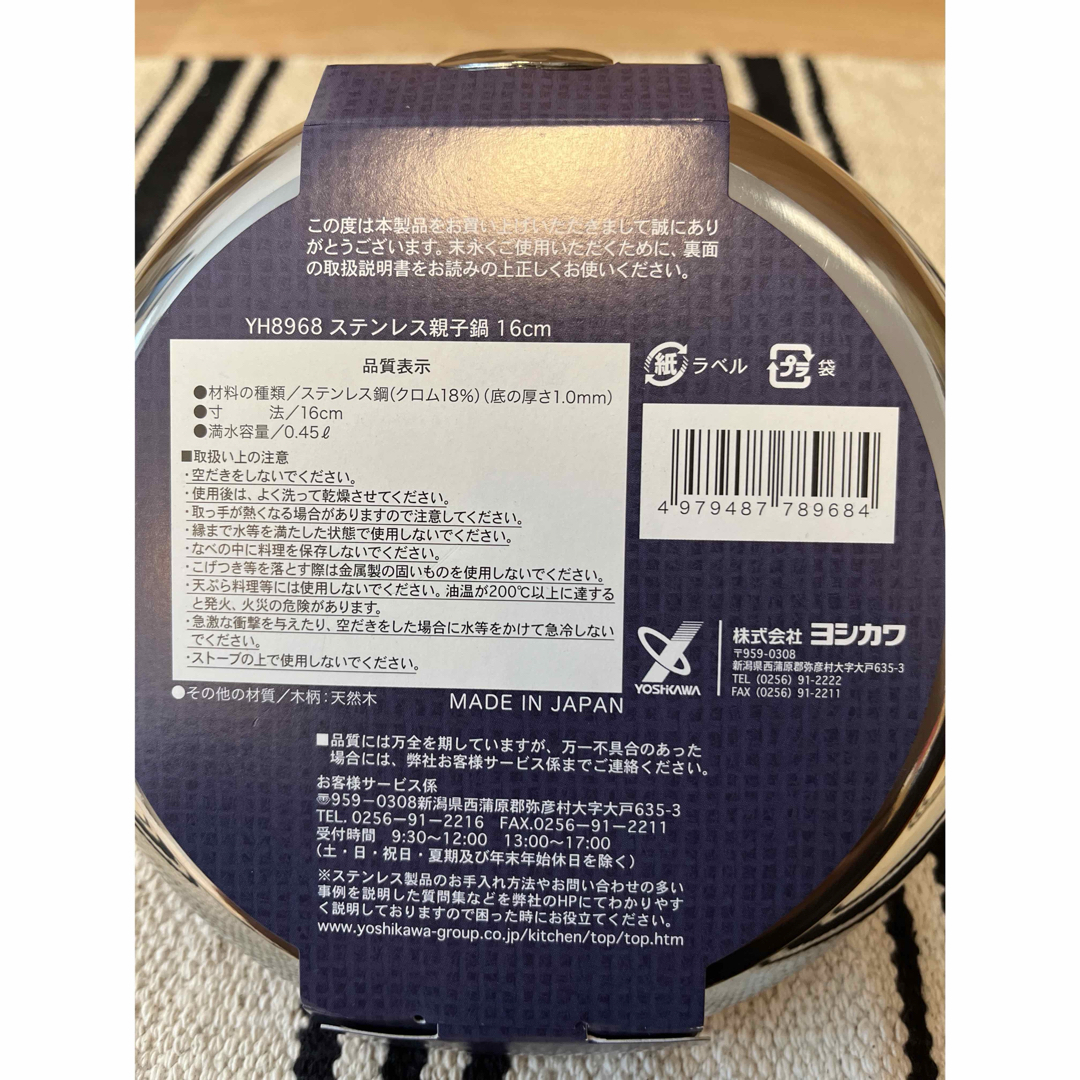 この度は本製品をお買い上げいただきまして誠にあり
がとうございます。末永くご使用いただくために、裏面
の取扱説明書をお読みの上正しくお使いください。
YH8968 ステンレス親子鍋 16cm
品質表示
●材料の種類/ステンレス鋼(クロム18%)(底の厚さ1.0mm)
●寸 法/16cm
●満水容量/0.45ℓ
■取扱い上の注意
・空だきをしないでください。
・使用後は、よく洗って乾燥させてください。
・取っ手が熱くなる場合がありますので注意してください。
・縁まで水等を満たした状態で使用しないでください。
・なべの中に料理を保存しないでください。
・こげつき等を落とす際は金属製の固いものを使用しないでください。
・天ぷら料理等には使用しないでください。油温が200℃以上に達する
と発火、火災の危険があります。
・急激な衝撃を与えたり、空だきをした場合に水等をかけて急冷しない
でください。
・ストーブの上で使用しないでください。
●その他の材質/木柄:天然木
MADE IN JAPAN
紙 ラベル プラ 袋
4 979487 789684
YOSHIKAWA
株式会社 ヨシカワ
〒959-0308
新潟県西蒲原郡弥彦村大字大戸635-3
TEL (0256) 91-2222
FAX (0256) 91-2211
■品質には万全を期していますが、万一不具合のあった
場合には、弊社お客様サービス係までご連絡ください。
お客様サービス係
〒959-0308新潟県西蒲原郡弥彦村大字大戸635-3
TEL. 0256-91-2216 FAX.0256-91-2211
受付時間 9:30~12:00 13:00~17:00
(土・日・祝日・夏期及び年末年始休日を除く)
※ステンレス製品のお手入れ方法やお問い合わせの多い
事例を説明した質問集などを弊社のHPにてわかりやす
く説明しておりますので困った時にお役立てください。
www.yoshikawa-group.co.jp/kitchen/top/top.htm